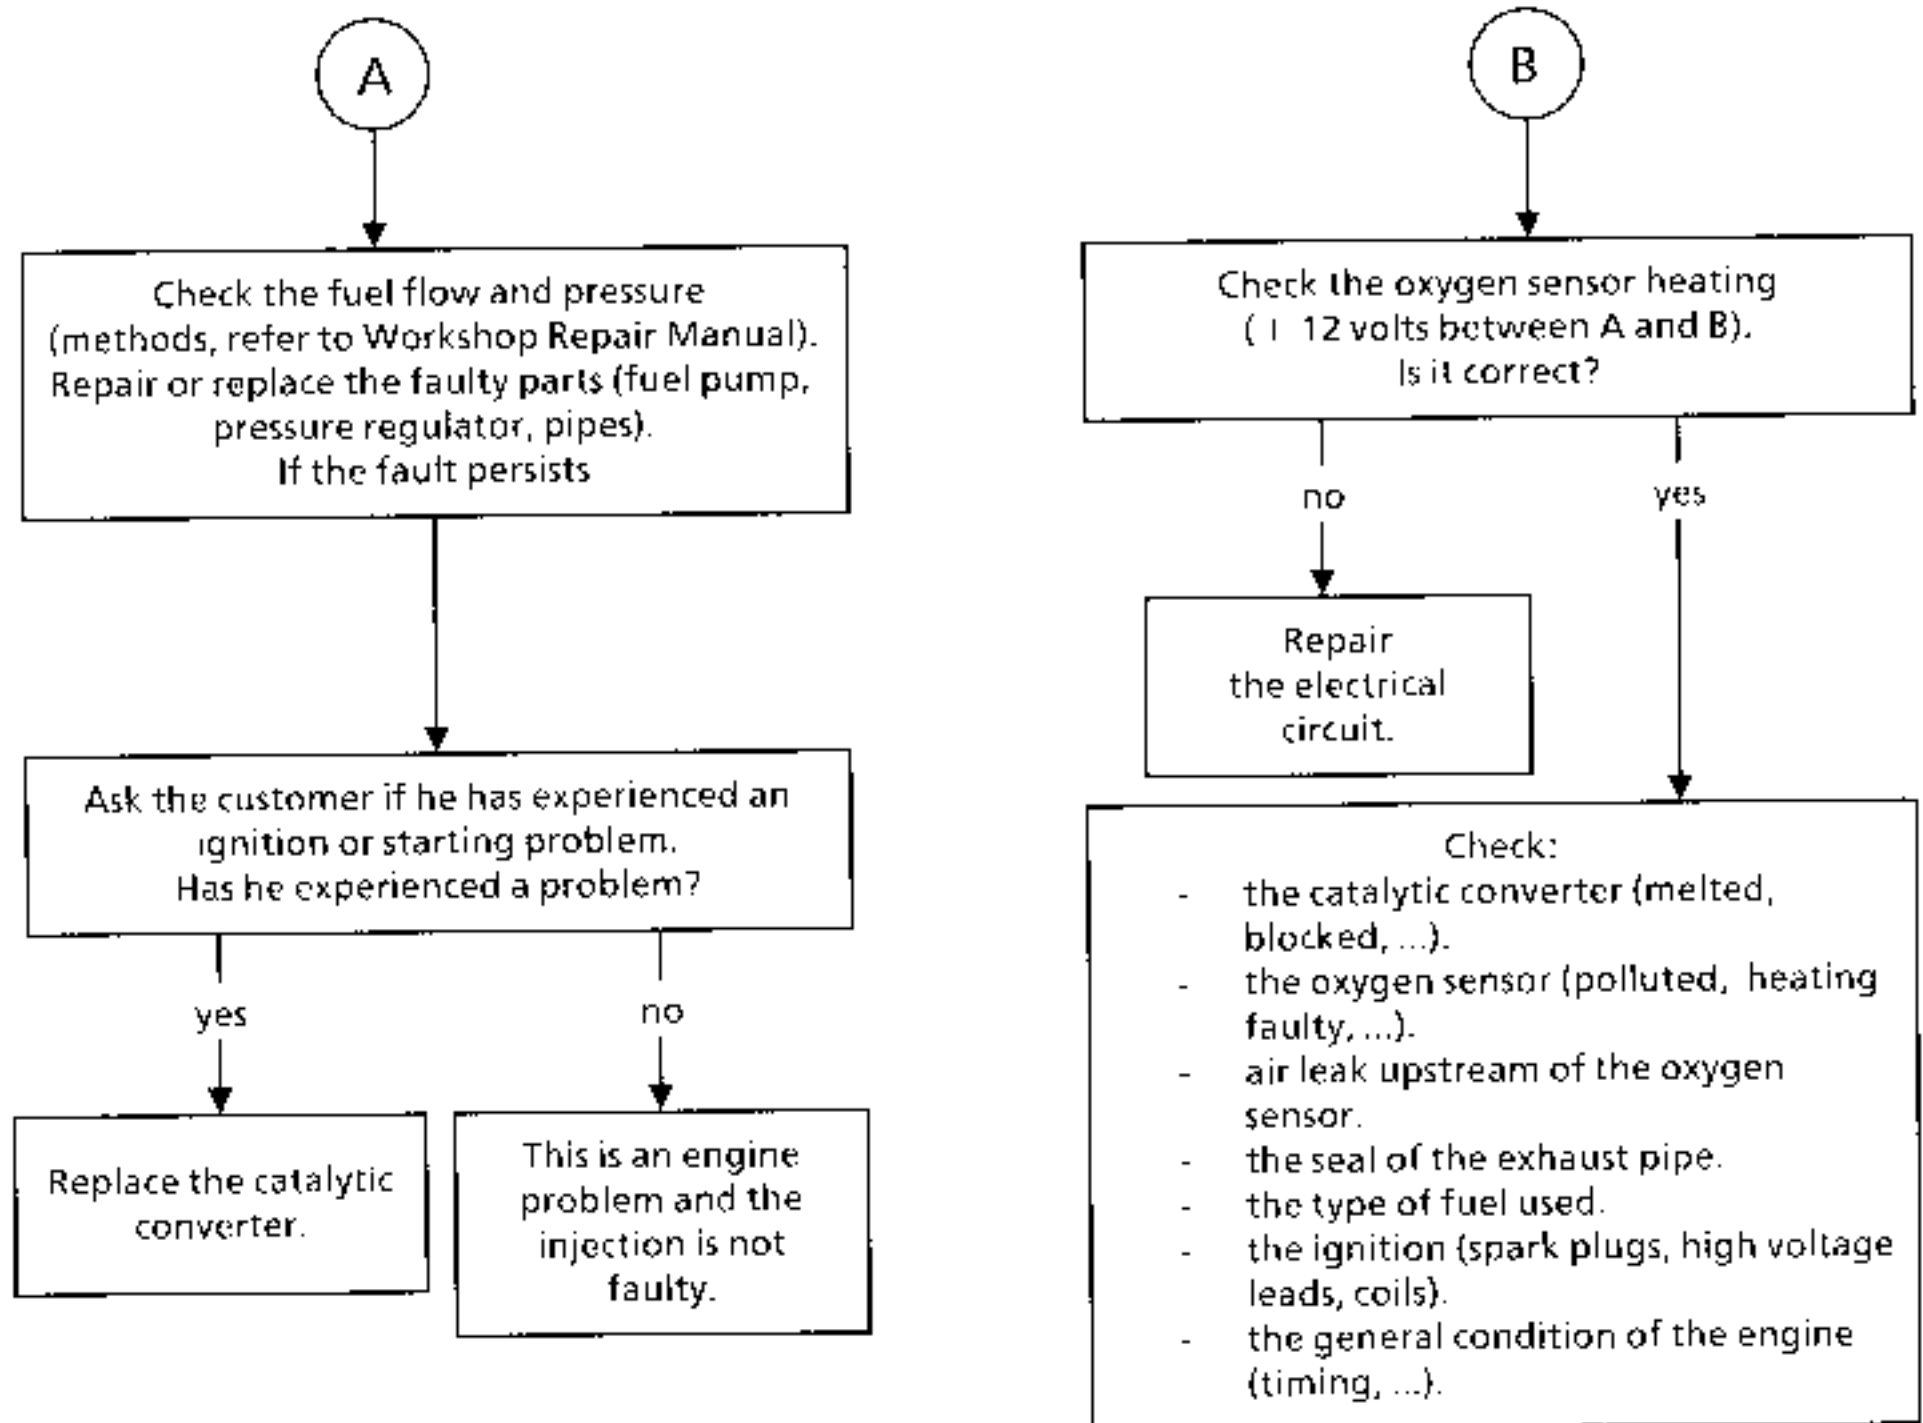 A
Check the fuel flow and pressure
(methods, refer to Workshop Repair Manual).
Repair or replace the faulty parts (fuel pump,
pressure regulator, pipes).
If the fault persists
Ask the customer if he has experienced an
ignition or starting problem.
Has he experienced a problem?
yes
no
Replace the catalytic
converter.
This is an engine
problem and the
injection is not
faulty.
B
Check the oxygen sensor heating
( + 12 volts between A and B).
Is it correct?
no
yes
Repair
the electrical
circuit.
Check:
- the catalytic converter (melted,
blocked, ...).
- the oxygen sensor (polluted, heating
faulty, ...).
- air leak upstream of the oxygen
sensor.
- the seal of the exhaust pipe.
- the type of fuel used.
- the ignition (spark plugs, high voltage
leads, coils).
- the general condition of the engine
(timing, ...).